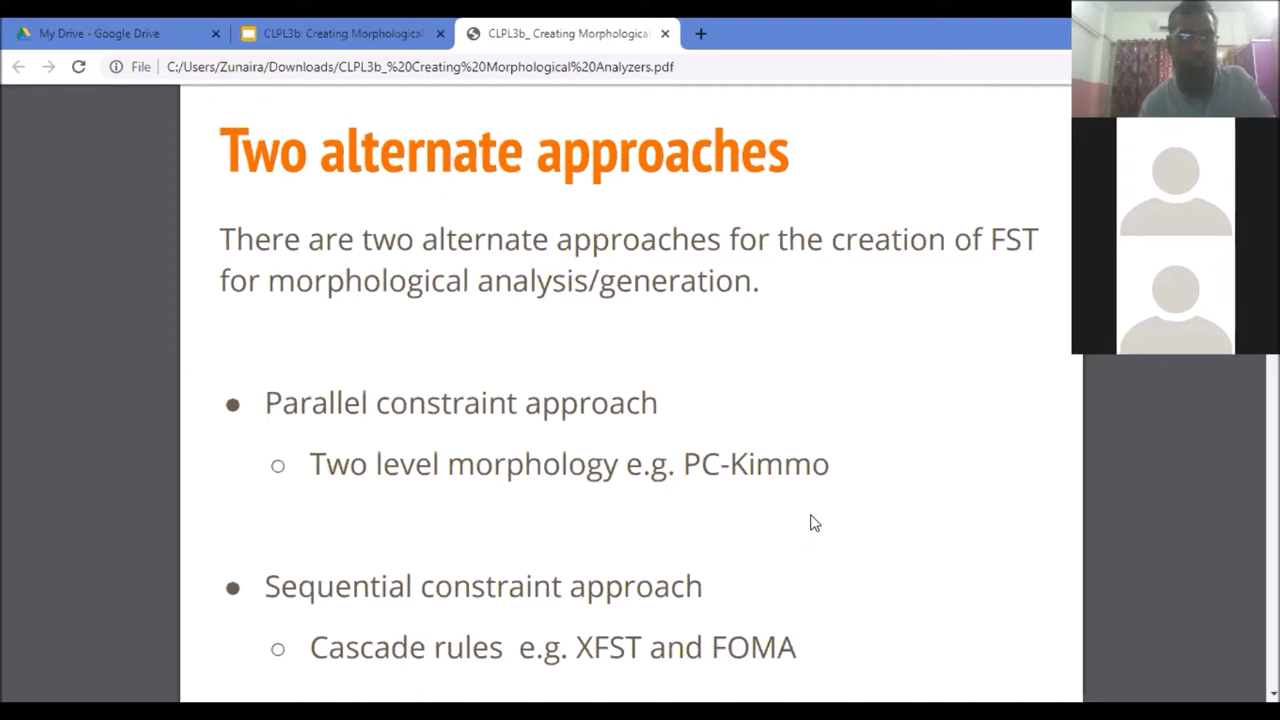 My Drive - Google Drive
CLPL3b: Creating Morphological
CLPL3b_ Creating Morphological
File
C:/Users/Zunaira/Downloads/CLPL3b_%20Creating%20Morphological%20Analyzers.pdf
Two alternate approaches
There are two alternate approaches for the creation of FST
for morphological analysis/generation.
● Parallel constraint approach
○ Two level morphology e.g. PC-Kimmo
● Sequential constraint approach
○ Cascade rules e.g. XFST and FOMA